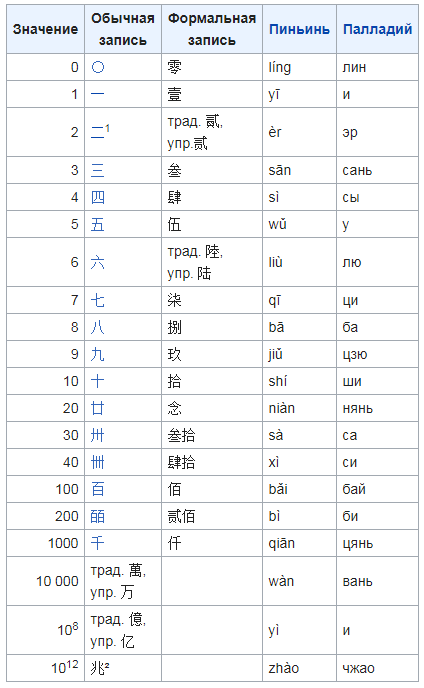 Значение Обычная запись Формальная запись Пиньинь Палладий
0 〇 零 líng лин
1 一 壹 yī и
2 二¹ трад. 貳, упр.贰 èr эр
3 三 叄 sān сань
4 四 肆 sì сы
5 五 伍 wǔ у
6 六 трад. 陸, упр. 陆 liù лю
7 七 柒 qī ци
8 八 捌 bā ба
9 九 玖 jiǔ цзю
10 十 拾 shí ши
20 廿 念 niàn нянь
30 卅 叄拾 sà са
40 卌 肆拾 xì си
100 百 佰 bǎi бай
200 皕 贰佰 bì би
1000 千 仟 qiān цянь
10 000 трад. 萬, упр. 万 wàn вань
10⁸ трад. 億, упр. 亿 yì и
10¹² 兆² zhào чжао